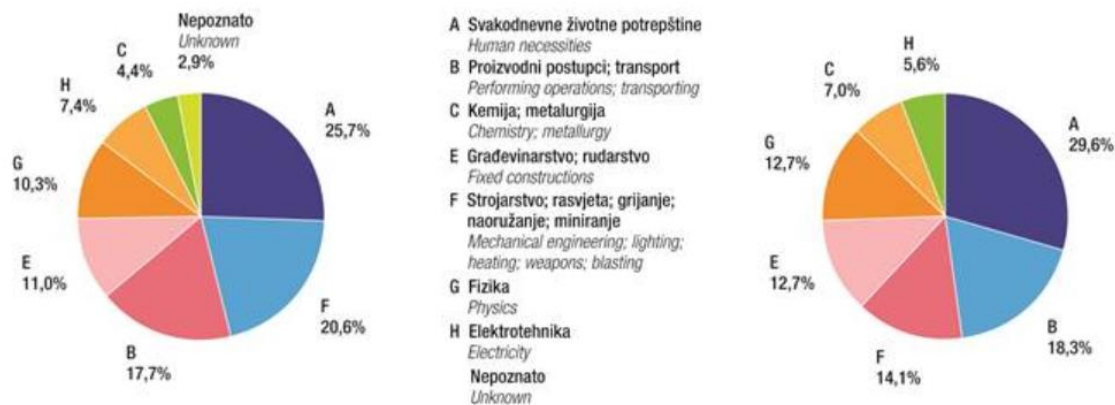 Nepoznato
Unknown
2,9%
C
4,4%
H
7,4%
G
10,3%
E
11,0%
B
17,7%
F
20,6%
A
25,7%
A Svakodnevne životne potrepštine
Human necessities
B Proizvodni postupci; transport
Performing operations; transporting
C Kemija; metalurgija
Chemistry; metallurgy
E Građevinarstvo; rudarstvo
Fixed constructions
F Strojarstvo; rasvjeta; grijanje;
naoružanje; miniranje
Mechanical engineering; lighting;
heating; weapons; blasting
G Fizika
Physics
H Elektrotehnika
Electricity
Nepoznato
Unknown
H
5,6%
C
7,0%
G
12,7%
E
12,7%
F
14,1%
B
18,3%
A
29,6%